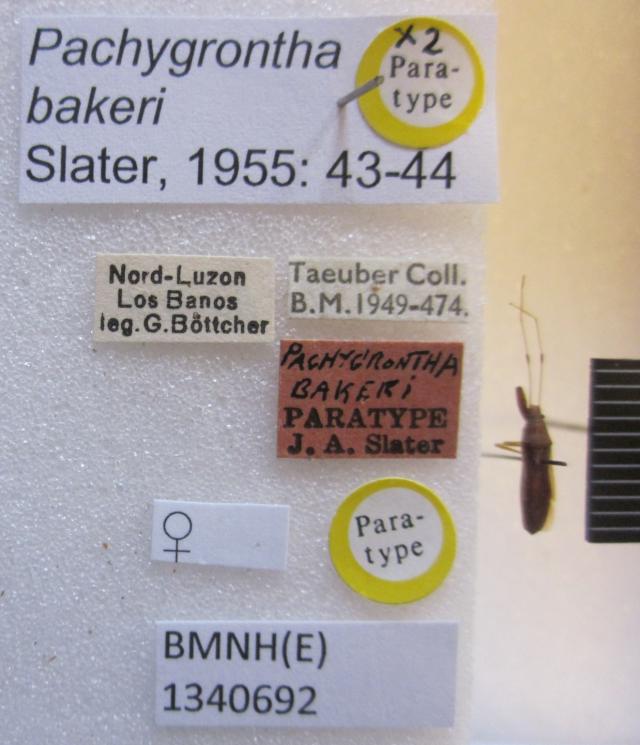 Pachygrontha
bakeri
Slater, 1955: 43-44
x2
Para-
type
Nord-Luzon
Los Banos
leg. G. Böttcher
Taeuber Coll.
B.M.1949-474.
PACHYGRONTHA
BAKERI
PARATYPE
J. A. Slater
♀
Para-
type
BMNH(E)
1340692